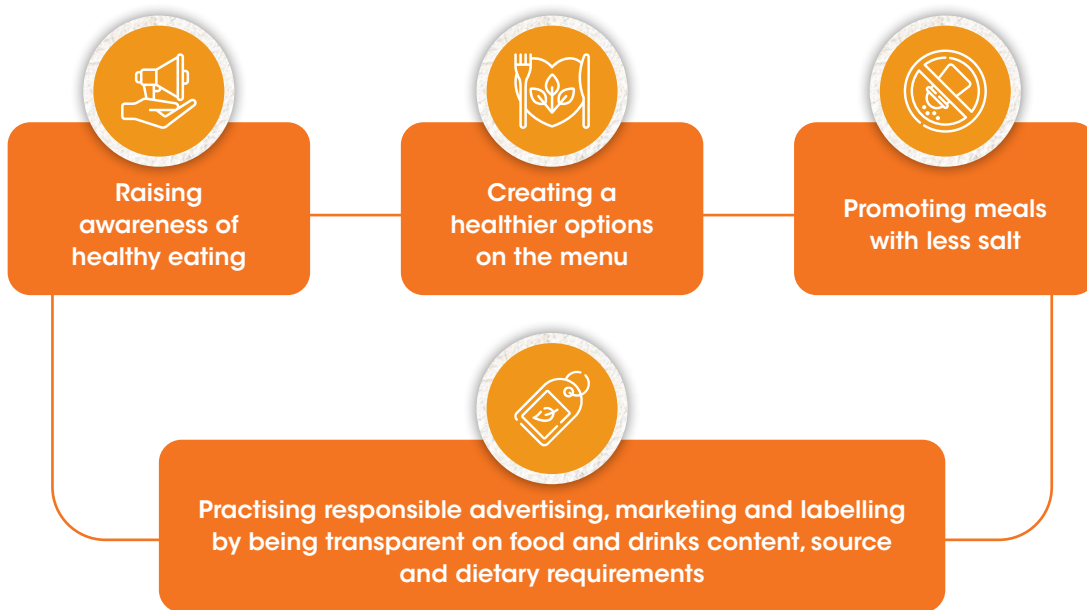 Raising
awareness of
healthy eating
Creating a
healthier options
on the menu
Promoting meals
with less salt
Practising responsible advertising, marketing and labelling
by being transparent on food and drinks content, source
and dietary requirements